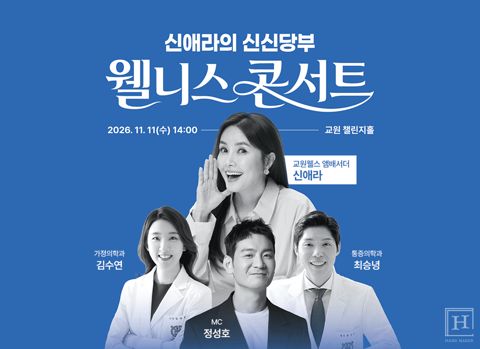 신애라의 신신당부
웰니스 콘서트
2026. 11. 11(수) 14:00
교원 챌린지홀
교원웰스 앰배서더
신애라
가정의학과
김수연
통증의학과
최승녕
MC
정성호
H
HANS MAKER